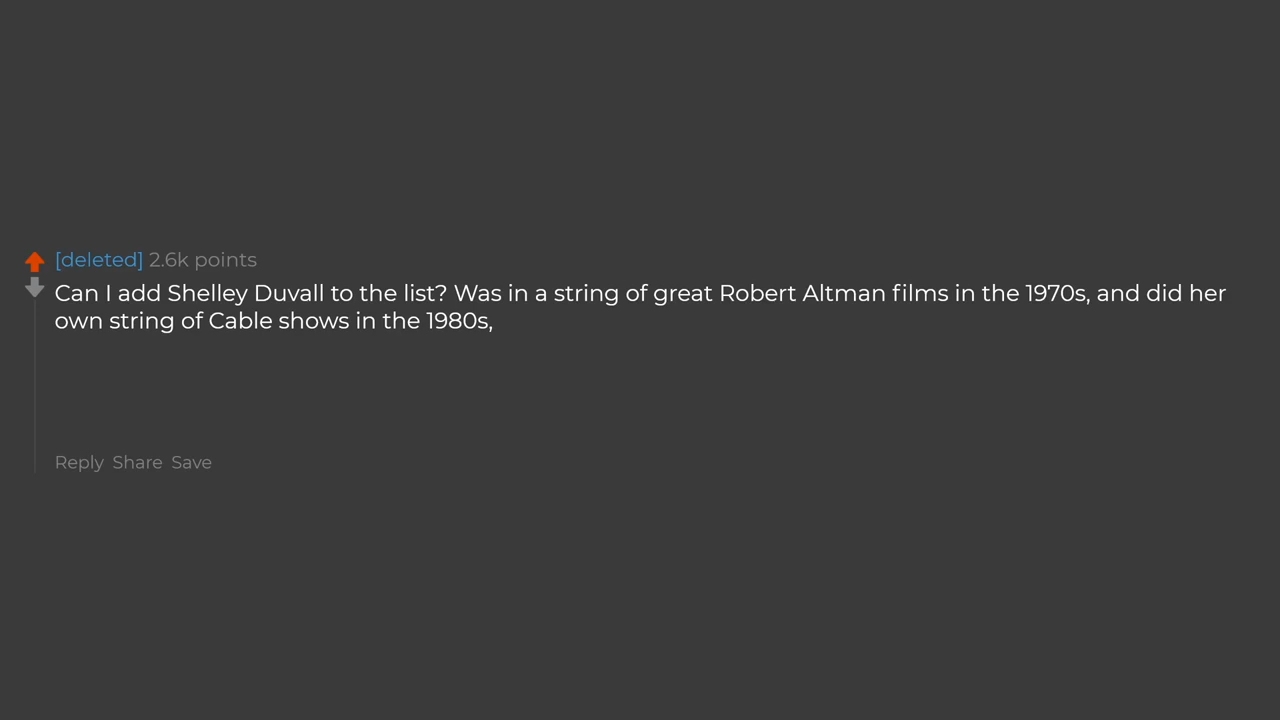 [deleted] 2.6k points
Can I add Shelley Duvall to the list? Was in a string of great Robert Altman films in the 1970s, and did her
own string of Cable shows in the 1980s,
Reply Share Save